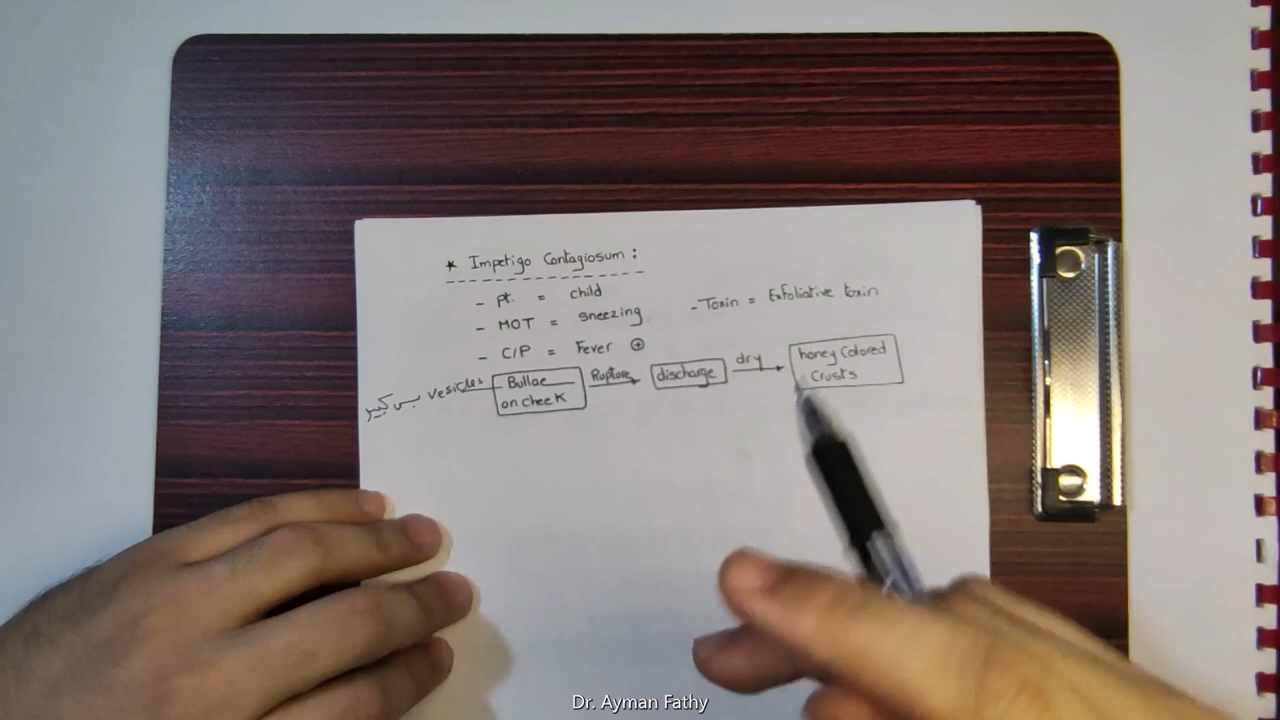 * Impetigo Contagiosum :
- pt. = child
- MOT = sneezing
- C/P = Fever ⊕
- Toxin = Exfoliative toxin
vesicles بس كبير
Bullae on cheek
Rupture
discharge
dry
honey Colored Crusts
Dr. Ayman Fathy